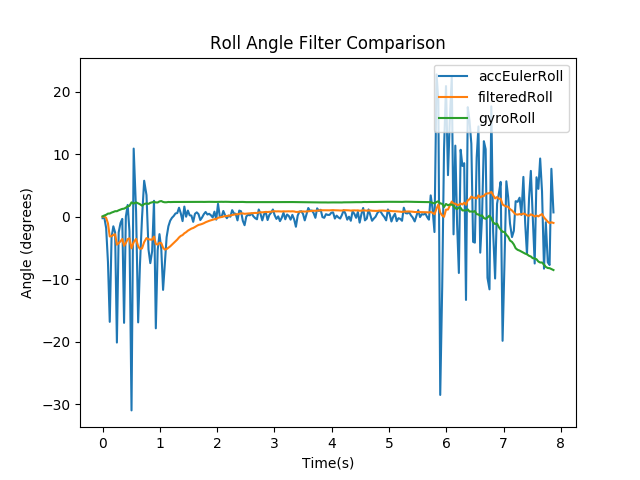 Roll Angle Filter Comparison
accEulerRoll
filteredRoll
gyroRoll
Angle (degrees)
20
10
0
−10
−20
−30
0 1 2 3 4 5 6 7 8
Time(s)